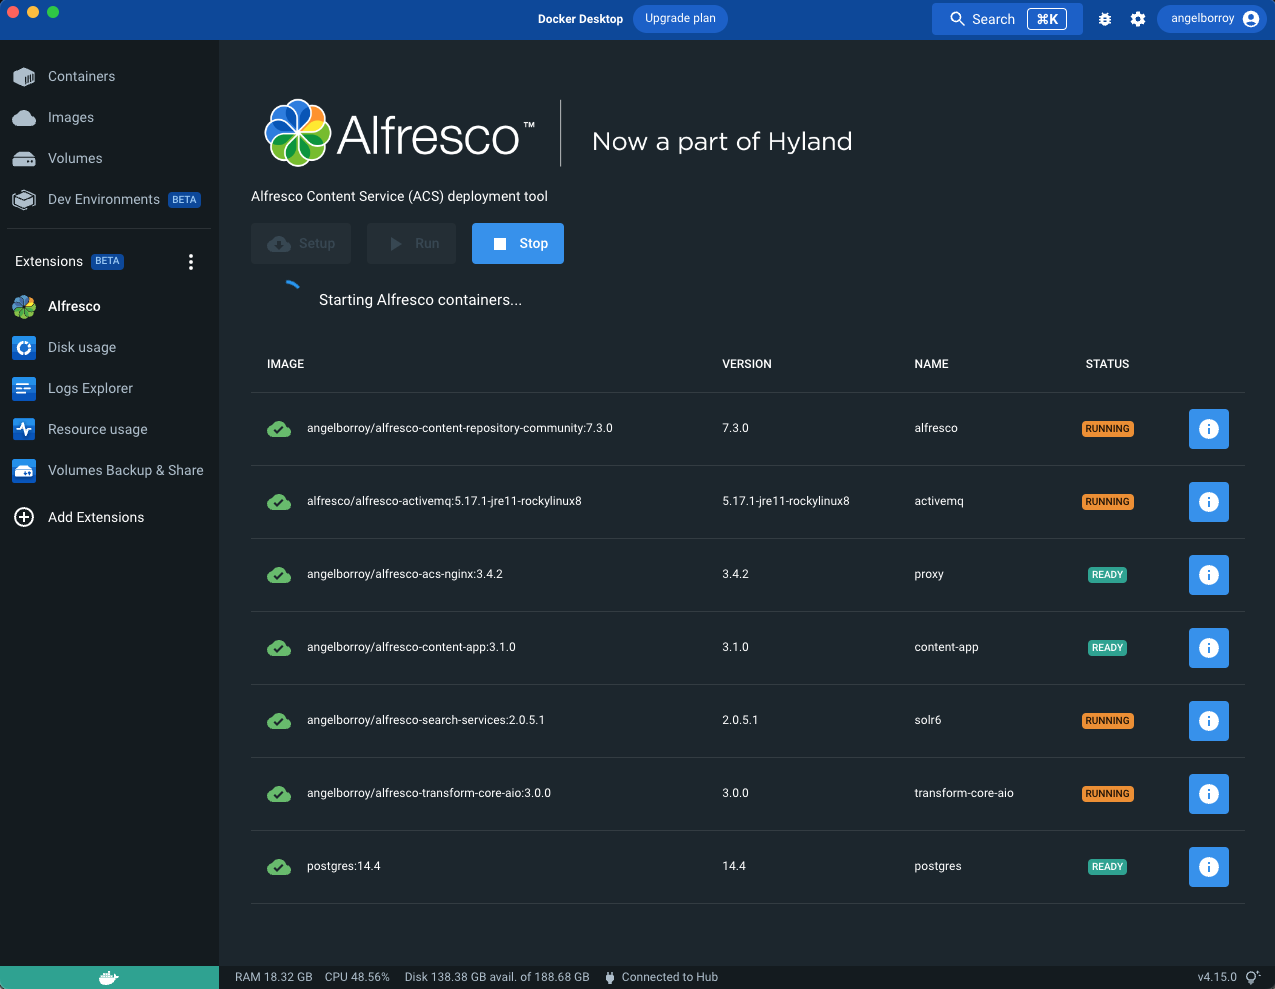 Docker Desktop
Upgrade plan
Search
⌘K
angelborroy
Containers
Images
Volumes
Dev Environments BETA
Extensions BETA
Alfresco
Disk usage
Logs Explorer
Resource usage
Volumes Backup & Share
Add Extensions
Alfresco™
Now a part of Hyland
Alfresco Content Service (ACS) deployment tool
Setup
Run
Stop
Starting Alfresco containers...
IMAGE VERSION NAME STATUS
angelborroy/alfresco-content-repository-community:7.3.0 7.3.0 alfresco RUNNING
alfresco/alfresco-activemq:5.17.1-jre11-rockylinux8 5.17.1-jre11-rockylinux8 activemq RUNNING
angelborroy/alfresco-acs-nginx:3.4.2 3.4.2 proxy READY
angelborroy/alfresco-content-app:3.1.0 3.1.0 content-app READY
angelborroy/alfresco-search-services:2.0.5.1 2.0.5.1 solr6 RUNNING
angelborroy/alfresco-transform-core-aio:3.0.0 3.0.0 transform-core-aio RUNNING
postgres:14.4 14.4 postgres READY
RAM 18.32 GB CPU 48.56% Disk 138.38 GB avail. of 188.68 GB Connected to Hub v4.15.0